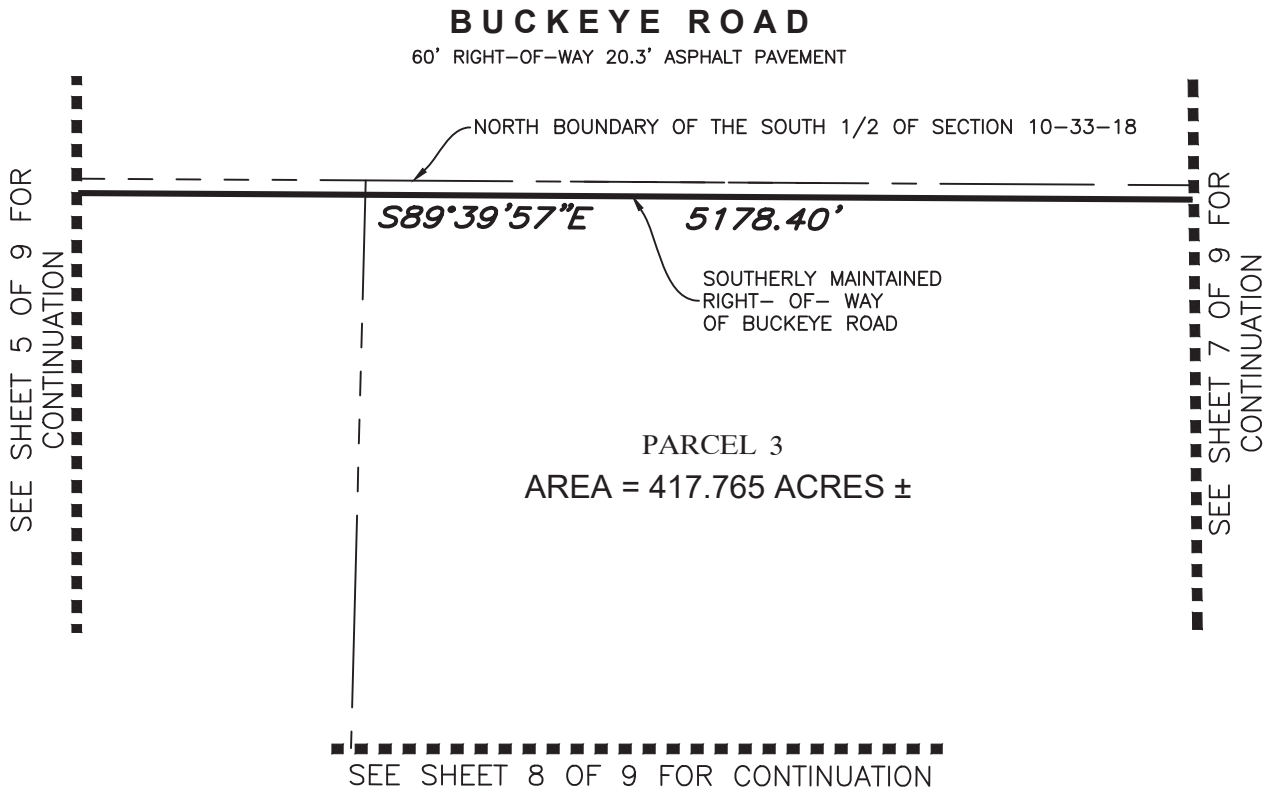 BUCKEYE ROAD
60' RIGHT-OF-WAY 20.3' ASPHALT PAVEMENT
NORTH BOUNDARY OF THE SOUTH 1/2 OF SECTION 10-33-18
SEE SHEET 5 OF 9 FOR
CONTINUATION
S89°39'57"E 5178.40'
SOUTHERLY MAINTAINED
RIGHT- OF- WAY
OF BUCKEYE ROAD
PARCEL 3
AREA = 417.765 ACRES ±
SEE SHEET 7 OF 9 FOR
CONTINUATION
SEE SHEET 8 OF 9 FOR CONTINUATION